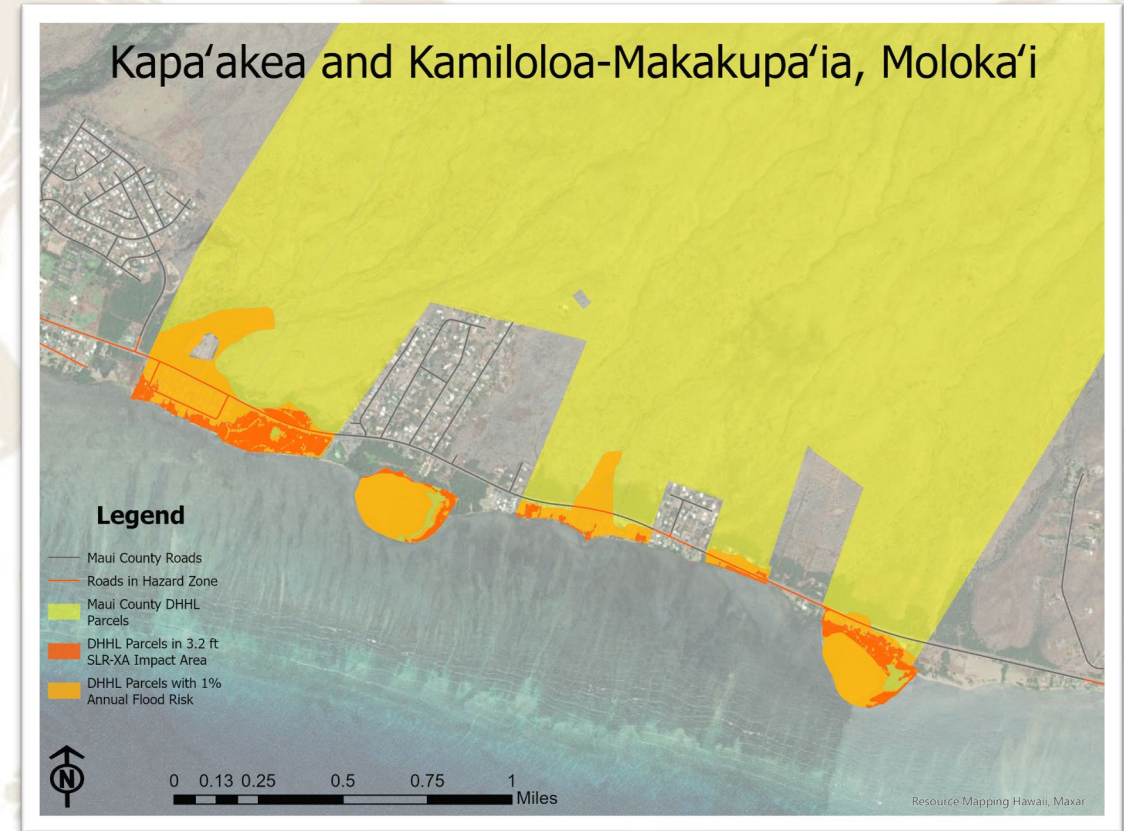 Kapaʻakea and Kamiloloa-Makakupaʻia, Molokaʻi
Legend
Maui County Roads
Roads in Hazard Zone
Maui County DHHL
Parcels
DHHL Parcels in 3.2 ft
SLR-XA Impact Area
DHHL Parcels with 1%
Annual Flood Risk
N
0 0.13 0.25 0.5 0.75 1
Miles
Resource Mapping Hawaii, Maxar